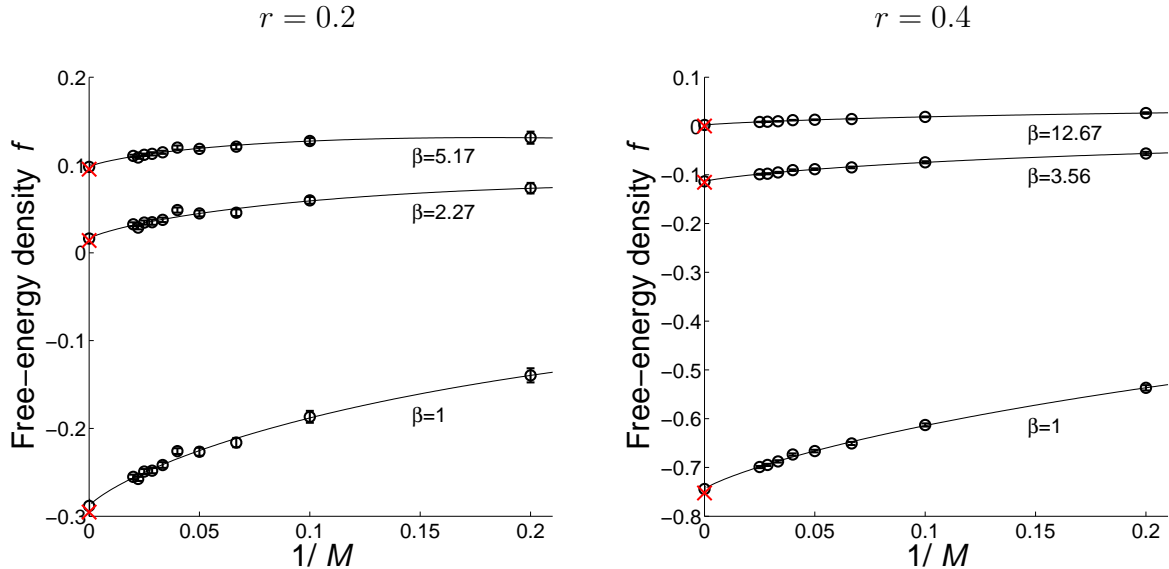 r = 0.2
Free−energy density f
0.2
0.1
0
−0.1
−0.2
−0.3
β=5.17
β=2.27
β=1
0
0.05
0.1
0.15
0.2
1/ M
r = 0.4
Free−energy density f
0.1
0
−0.1
−0.2
−0.3
−0.4
−0.5
−0.6
−0.7
−0.8
β=12.67
β=3.56
β=1
0
0.05
0.1
0.15
0.2
1/ M